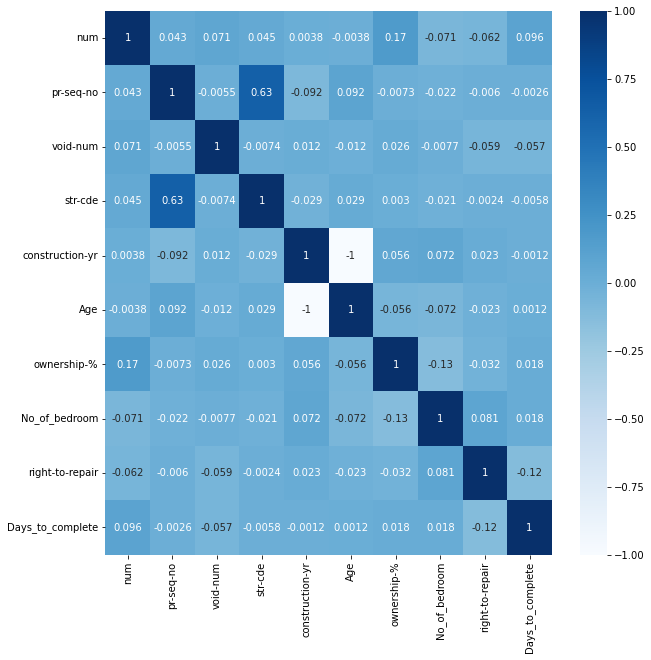 num 1 0.043 0.071 0.045 0.0038 -0.0038 0.17 -0.071 -0.062 0.096
pr-seq-no 0.043 1 -0.0055 0.63 -0.092 0.092 -0.0073 -0.022 -0.006 -0.0026
void-num 0.071 -0.0055 1 -0.0074 0.012 -0.012 0.026 -0.0077 -0.059 -0.057
str-cde 0.045 0.63 -0.0074 1 -0.029 0.029 0.003 -0.021 -0.0024 -0.0058
construction-yr 0.0038 -0.092 0.012 -0.029 1 -1 0.056 0.072 0.023 -0.0012
Age -0.0038 0.092 -0.012 0.029 -1 1 -0.056 -0.072 -0.023 0.0012
ownership-% 0.17 -0.0073 0.026 0.003 0.056 -0.056 1 -0.13 -0.032 0.018
No_of_bedroom -0.071 -0.022 -0.0077 -0.021 0.072 -0.072 -0.13 1 0.081 0.018
right-to-repair -0.062 -0.006 -0.059 -0.0024 0.023 -0.023 -0.032 0.081 1 -0.12
Days_to_complete 0.096 -0.0026 -0.057 -0.0058 -0.0012 0.0012 0.018 0.018 -0.12 1
num
pr-seq-no
void-num
str-cde
construction-yr
Age
ownership-%
No_of_bedroom
right-to-repair
Days_to_complete
1.00
0.75
0.50
0.25
0.00
−0.25
−0.50
−0.75
−1.00